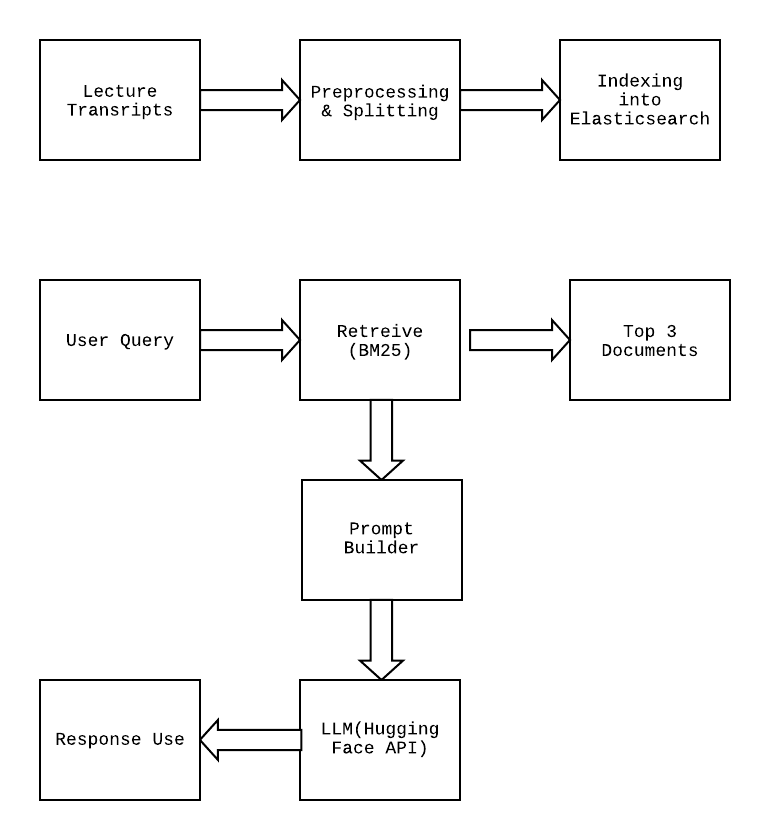 Lecture
Transripts
Preprocessing
& Splitting
Indexing
into
Elasticsearch
User Query
Retreive
(BM25)
Top 3
Documents
Prompt
Builder
Response Use
LLM(Hugging
Face API)